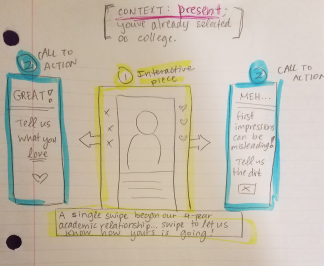 CONTEXT: present;
you've already selected
a college.
2
CALL TO
ACTION
GREAT!
Tell us
what you
love
1 Interactive
piece
x
x
x
2
CALL TO
ACTION
MEH...
first
impressions
can be
misleading!
Tell us
the dirt
x
A single swipe began our 4-year
academic relationship... swipe to let us
know how yours is going!